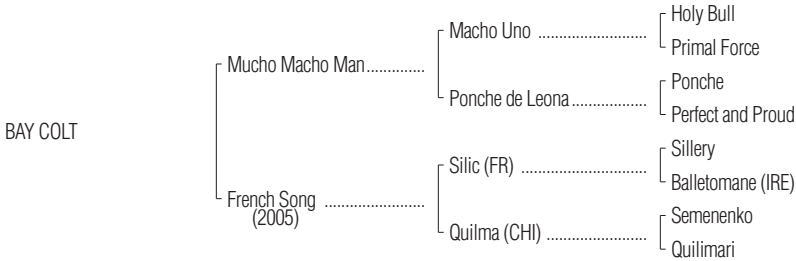 Holy Bull
Macho Uno ..........................
Primal Force
Mucho Macho Man..............
Ponche
Ponche de Leona..................
Perfect and Proud
BAY COLT
Sillery
Silic (FR) ..............................
Balletomane (IRE)
French Song ........................
(2005)
Semenenko
Quilma (CHI) ........................
Quilimari